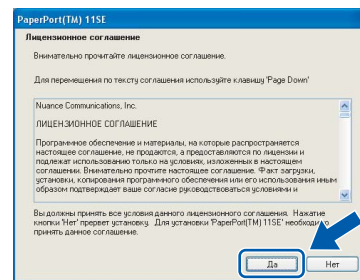 PaperPort(TM) 11SE
Лицензионное соглашение
Внимательно прочитайте лицензионное соглашение.
Для перемещения по тексту соглашения используйте клавишу 'Page Down'
Nuance Communications, Inc.
ЛИЦЕНЗИОННОЕ СОГЛАШЕНИЕ
Программное обеспечение и материалы, на которые распространяется
настоящее соглашение, не продаются, а предоставляются по лицензии и
подлежат использованию только на условиях, изложенных в настоящем
соглашении. Внимательно прочтите настоящее соглашение. Факт загрузки,
установки, копирования программного обеспечения или его использования иным
образом подтверждает ваше согласие руководствоваться условиями и
Вы должны принять все условия данного лицензионного соглашения. Нажатие
кнопки 'Нет' прервет установку. Для установки 'PaperPort(TM) 11SE' необходимо
принять данное соглашение.
Да
Нет